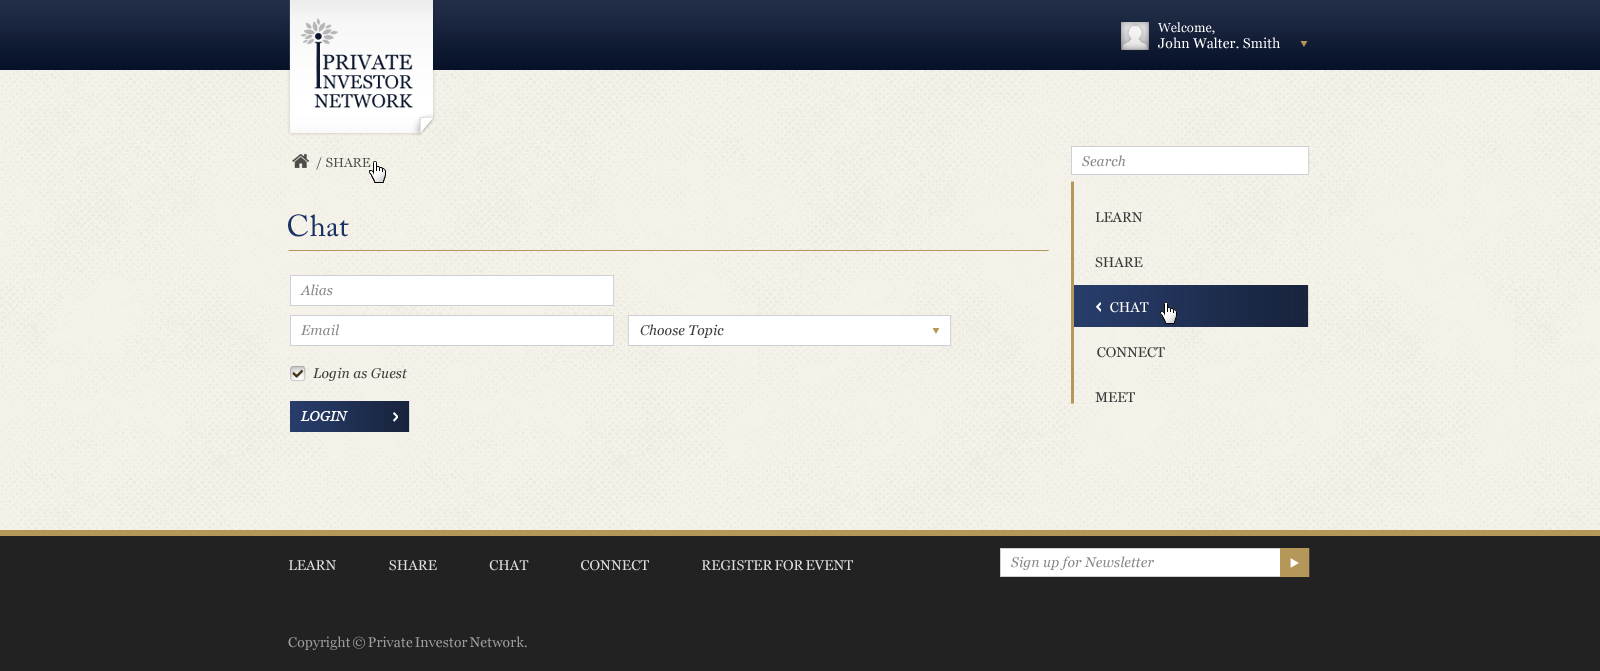 PRIVATE
INVESTOR
NETWORK
Welcome,
John Walter. Smith
/ SHARE
Search
Chat
Alias
Email
Choose Topic
Login as Guest
LOGIN
LEARN
SHARE
CHAT
CONNECT
MEET
LEARN
SHARE
CHAT
CONNECT
REGISTER FOR EVENT
Sign up for Newsletter
Copyright © Private Investor Network.